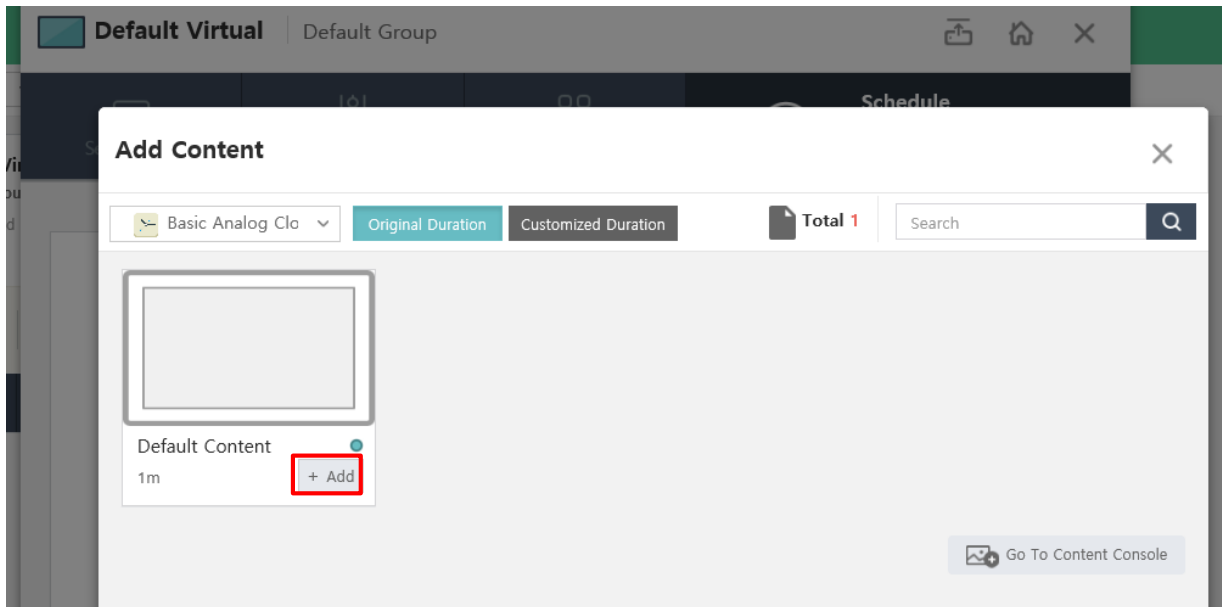 Default Virtual Default Group
Schedule
Add Content
Basic Analog Clo Original Duration Customized Duration Total 1 Search
Default Content
1m + Add
Go To Content Console